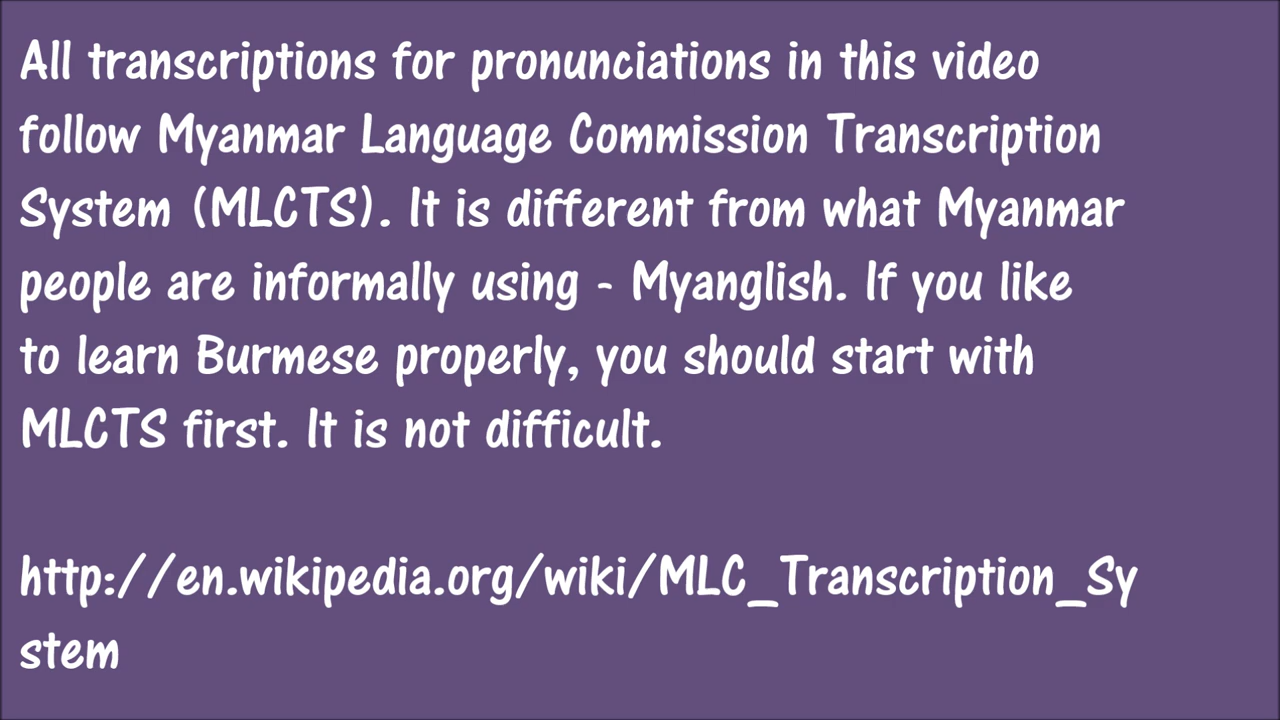 All transcriptions for pronunciations in this video
follow Myanmar Language Commission Transcription
System (MLCTS). It is different from what Myanmar
people are informally using - Myanglish. If you like
to learn Burmese properly, you should start with
MLCTS first. It is not difficult.
http://en.wikipedia.org/wiki/MLC_Transcription_Sy
stem